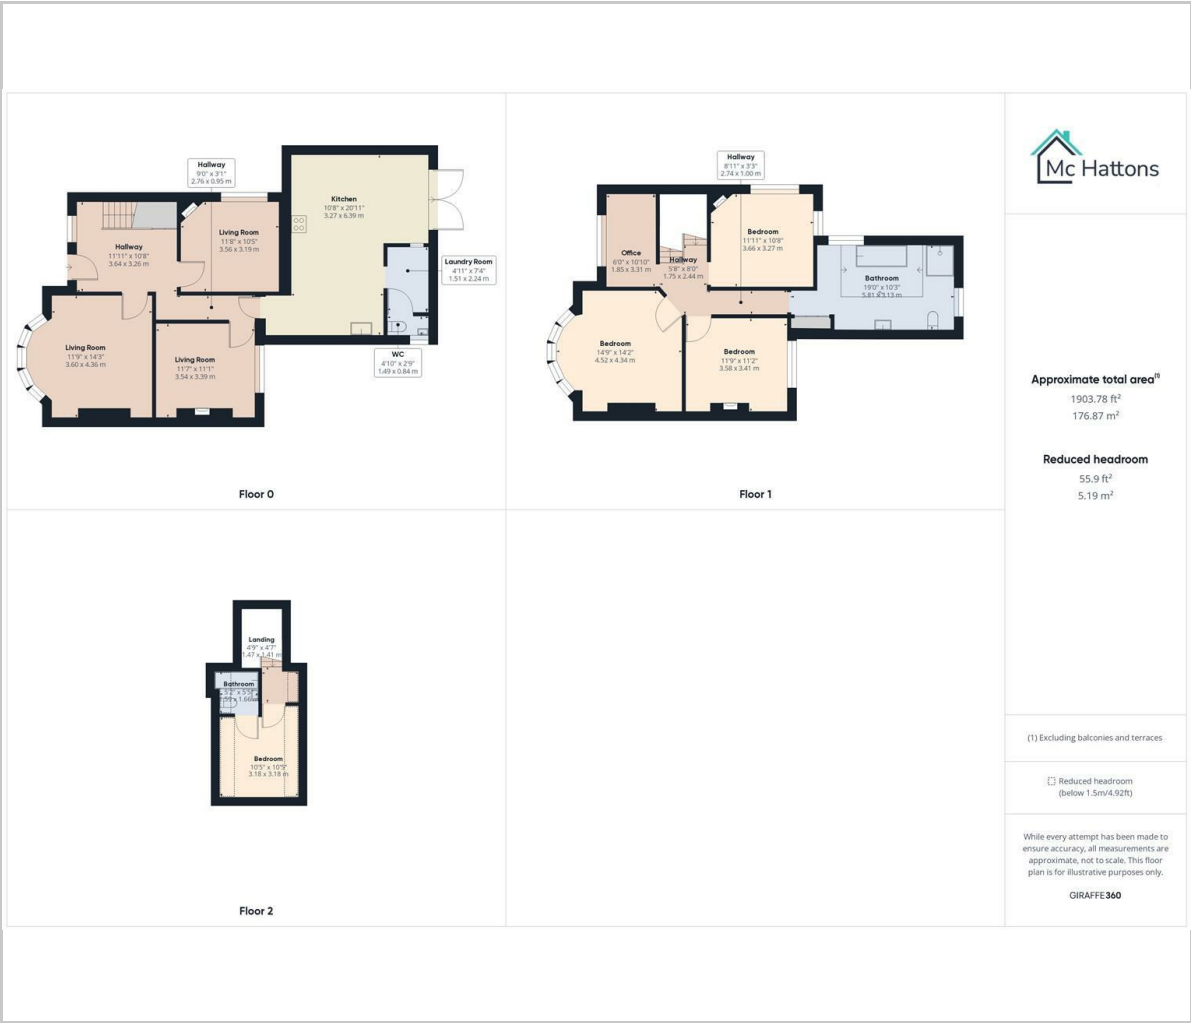 Hallway
9'0" x 3'1"
2.76 x 0.95 m
Kitchen
10'8" x 20'11"
3.27 x 6.39 m
Living Room
11'8" x 10'5"
3.56 x 3.19 m
Hallway
11'11" x 10'8"
3.64 x 3.26 m
Laundry Room
4'11" x 7'4"
1.51 x 2.24 m
Living Room
11'9" x 14'3"
3.60 x 4.36 m
Living Room
11'7" x 11'1"
3.54 x 3.39 m
WC
4'10" x 2'9"
1.49 x 0.84 m
Floor 0
Hallway
8'11" x 3'3"
2.74 x 1.00 m
Bedroom
11'11" x 10'8"
3.66 x 3.27 m
Office
6'0" x 10'10"
1.85 x 3.31 m
Hallway
5'8" x 8'0"
1.75 x 2.44 m
Bathroom
19'0" x 10'3"
5.81 x 3.13 m
Bedroom
14'9" x 14'2"
4.52 x 4.34 m
Bedroom
11'9" x 11'2"
3.58 x 3.41 m
Floor 1
Landing
4'9" x 4'7"
1.47 x 1.41 m
Bathroom
Bedroom
10'5" x 10'5"
3.18 x 3.18 m
Floor 2
Mc Hattons
Approximate total area(1)
1903.78 ft²
176.87 m²
Reduced headroom
55.9 ft²
5.19 m²
(1) Excluding balconies and terraces
Reduced headroom
(below 1.5m/4.92ft)
While every attempt has been made to
ensure accuracy, all measurements are
approximate, not to scale. This floor
plan is for illustrative purposes only.
GIRAFFE360